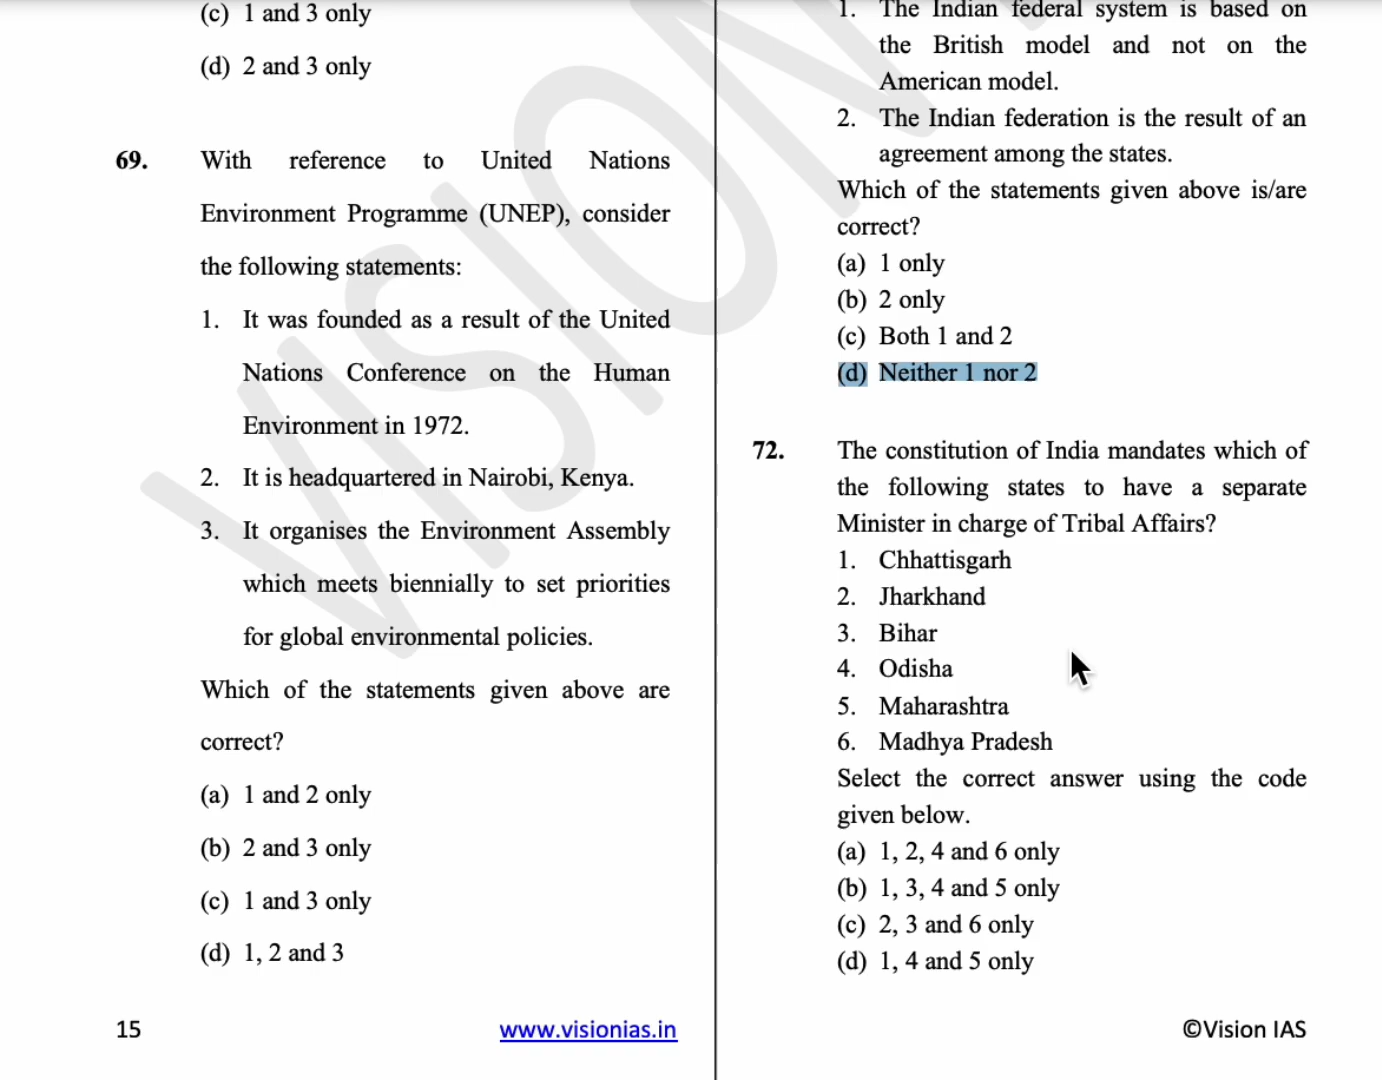 (c) 1 and 3 only
(d) 2 and 3 only
69. With reference to United Nations
Environment Programme (UNEP), consider
the following statements:
1. It was founded as a result of the United
Nations Conference on the Human
Environment in 1972.
2. It is headquartered in Nairobi, Kenya.
3. It organises the Environment Assembly
which meets biennially to set priorities
for global environmental policies.
Which of the statements given above are
correct?
(a) 1 and 2 only
(b) 2 and 3 only
(c) 1 and 3 only
(d) 1, 2 and 3
1. The Indian federal system is based on
the British model and not on the
American model.
2. The Indian federation is the result of an
agreement among the states.
Which of the statements given above is/are
correct?
(a) 1 only
(b) 2 only
(c) Both 1 and 2
(d) Neither 1 nor 2
72. The constitution of India mandates which of
the following states to have a separate
Minister in charge of Tribal Affairs?
1. Chhattisgarh
2. Jharkhand
3. Bihar
4. Odisha
5. Maharashtra
6. Madhya Pradesh
Select the correct answer using the code
given below.
(a) 1, 2, 4 and 6 only
(b) 1, 3, 4 and 5 only
(c) 2, 3 and 6 only
(d) 1, 4 and 5 only
15 www.visionias.in ©Vision IAS
VISION